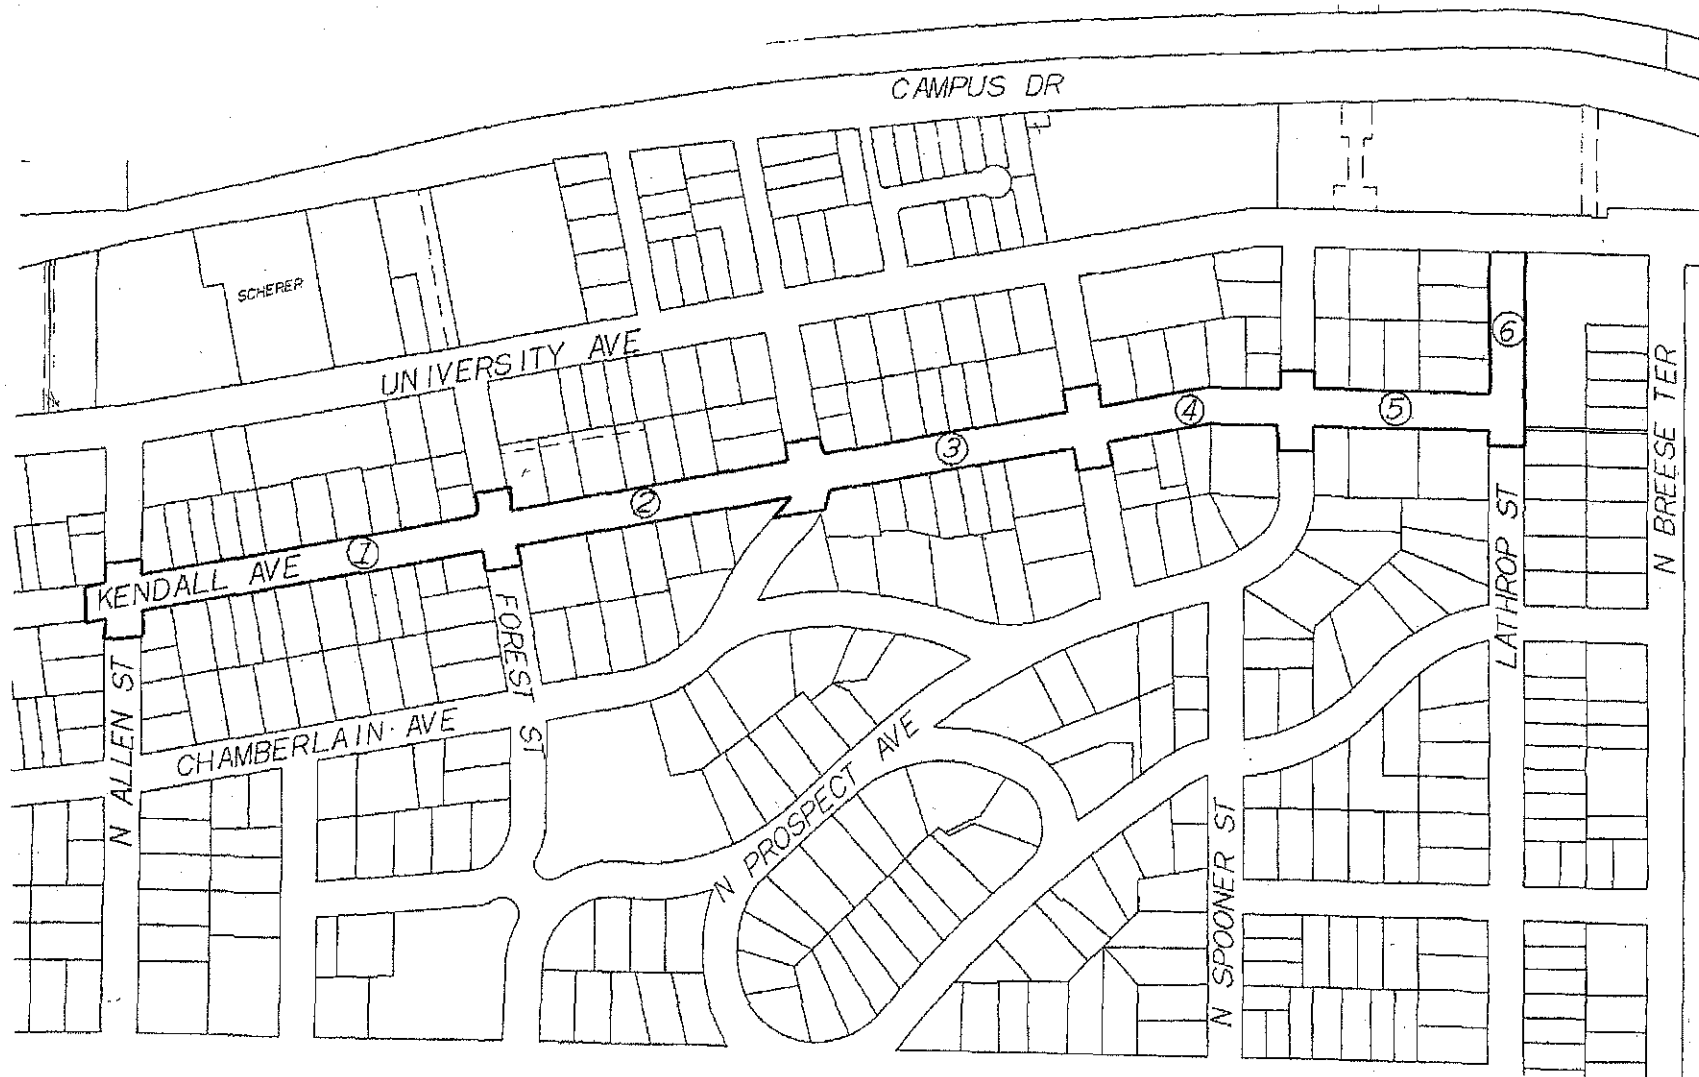 CAMPUS DR
SCHERER
UNIVERSITY AVE
6
4
5
3
2
1
KENDALL AVE
N BREESE TER
LATHROP ST
FOREST ST
N ALLEN ST
CHAMBERLAIN AVE
N PROSPECT AVE
N SPOONER ST